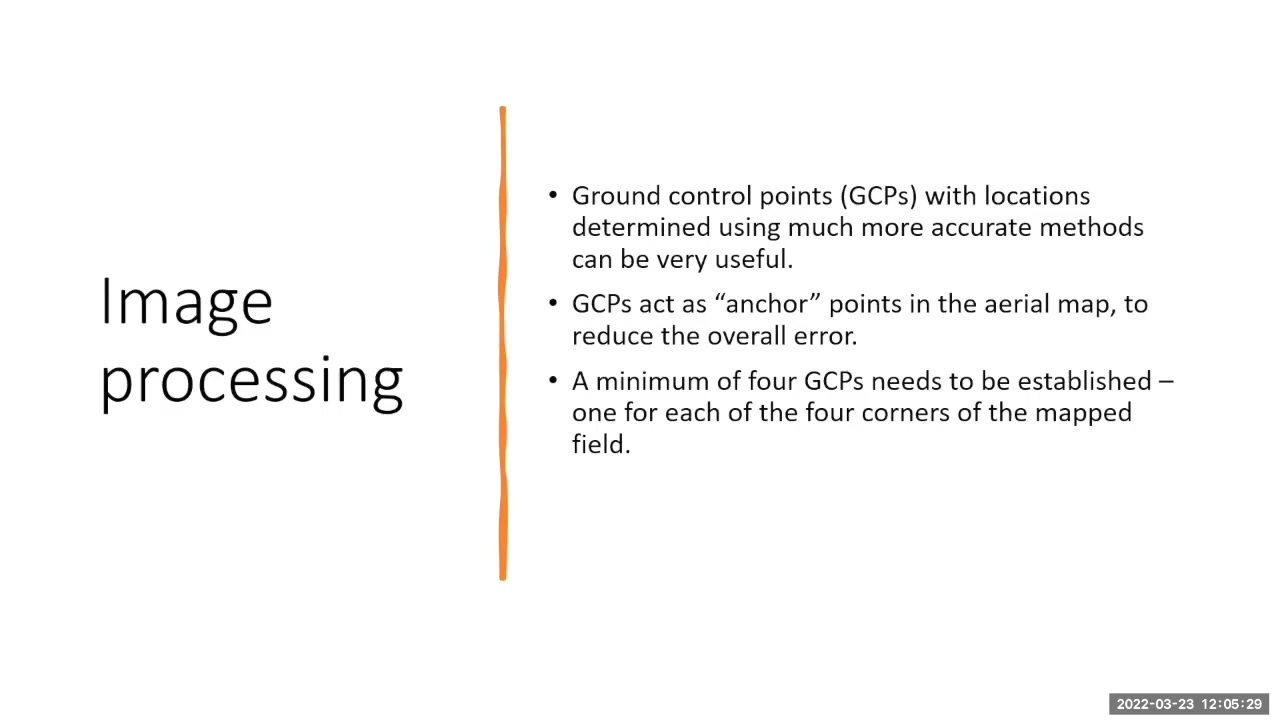 Image
processing
• Ground control points (GCPs) with locations
determined using much more accurate methods
can be very useful.
• GCPs act as “anchor” points in the aerial map, to
reduce the overall error.
• A minimum of four GCPs needs to be established –
one for each of the four corners of the mapped
field.
2022-03-23 12:05:29